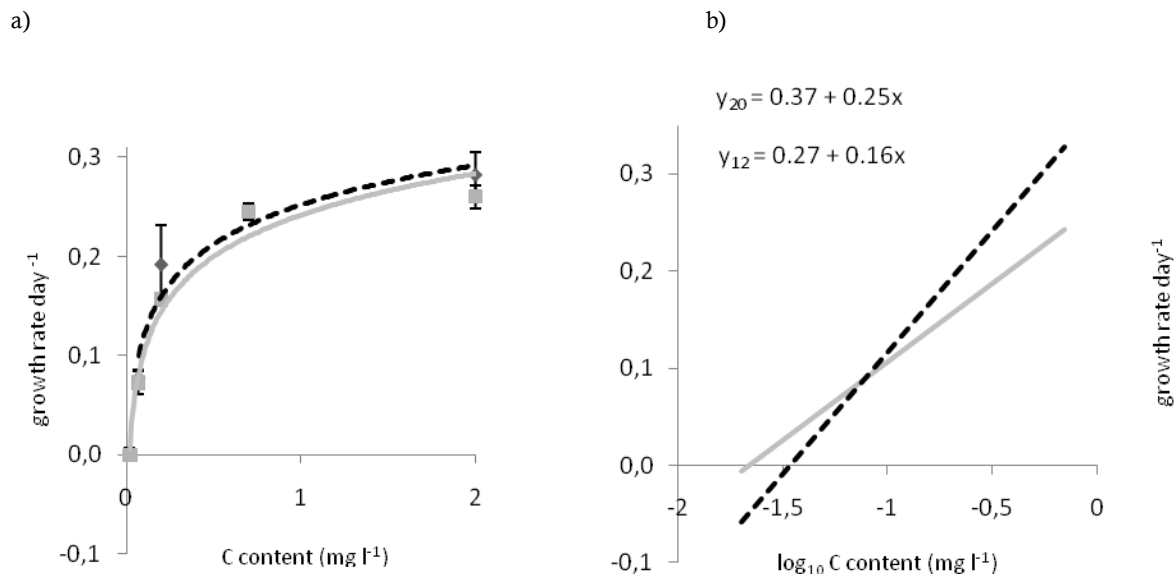 a)
growth rate day -1
0,3
0,2
0,1
0,0
-0,1
0
1
2
C content (mg l-1)
b)
y20 = 0.37 + 0.25x
y12 = 0.27 + 0.16x
0,3
0,2
0,1
0,0
-0,1
-2
-1,5
-1
-0,5
0
log10 C content (mg l-1)
growth rate day -1